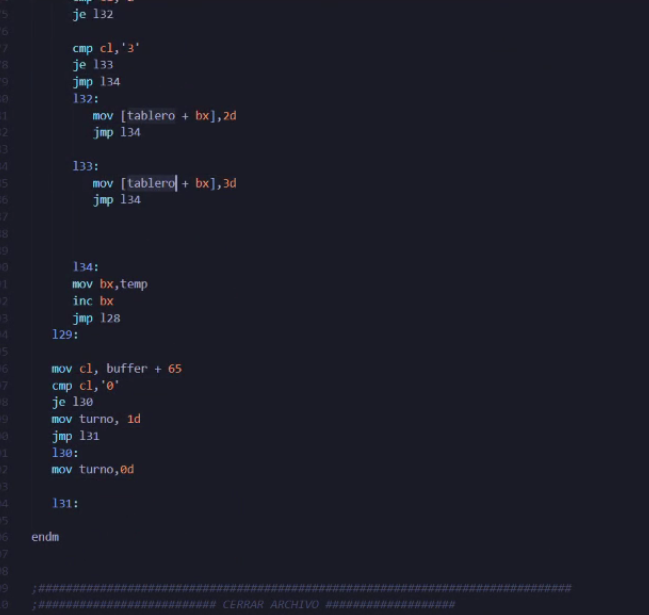 je l32
cmp cl,'3'
je l33
jmp l34
l32:
mov [tablero + bx],2d
jmp l34
l33:
mov [tablero + bx],3d
jmp l34
l34:
mov bx,temp
inc bx
jmp l28
l29:
mov cl, buffer + 65
cmp cl,'0'
je l30
mov turno, 1d
jmp l31
l30:
mov turno,0d
l31:
endm
;##############################################################################
;########################## CERRAR ARCHIVO ###################